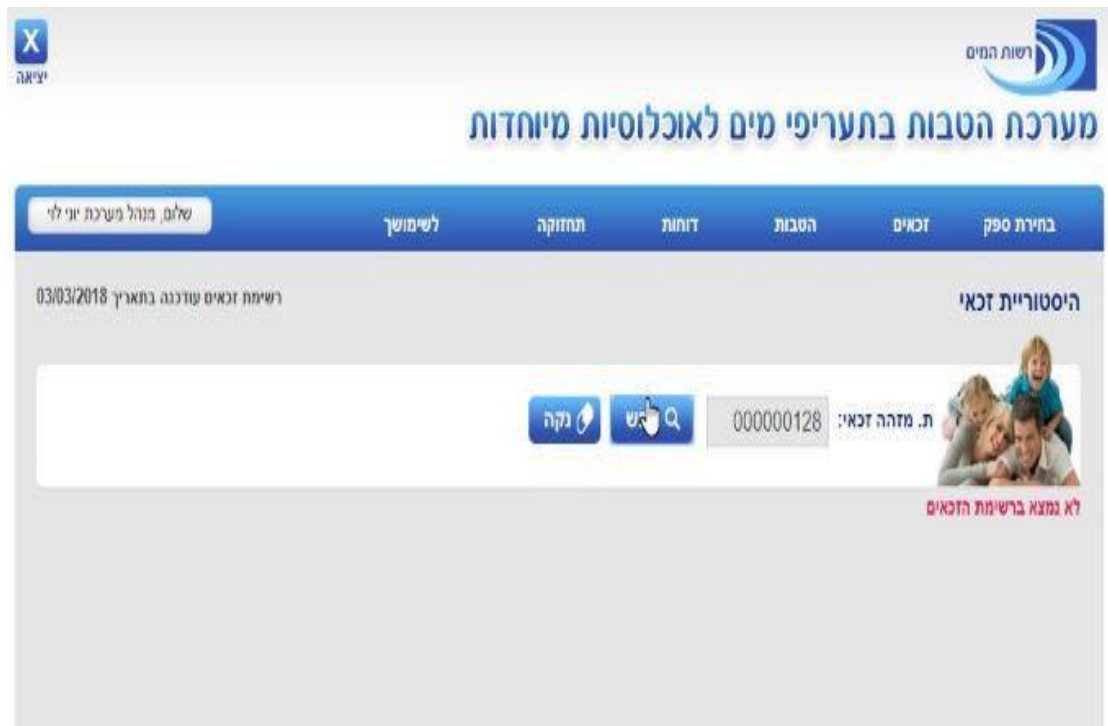 רשות המים
X
יציאה
מערכת הטבות בתעריפי מים לאוכלוסיות מיוחדות
בחירת ספק זכאים הטבות דוחות תחזוקה לשימושך שלום, מנהל מערכת יוני לוי
היסטוריית זכאי רשימת זכאים עודכנה בתאריך 03/03/2018
ת. מזהה זכאי: 000000128 נקה
לא נמצא ברשימת הזכאים